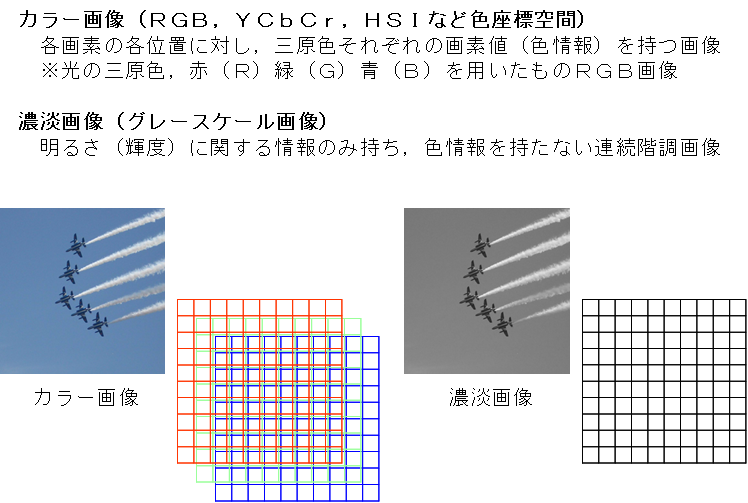 カラー画像（ＲＧＢ，ＹＣｂＣｒ，ＨＳＩなど色座標空間）
各画素の各位置に対し，三原色それぞれの画素値（色情報）を持つ画像
※光の三原色，赤（Ｒ）緑（Ｇ）青（Ｂ）を用いたものＲＧＢ画像
濃淡画像（グレースケール画像）
明るさ（輝度）に関する情報のみ持ち，色情報を持たない連続階調画像
カラー画像
濃淡画像